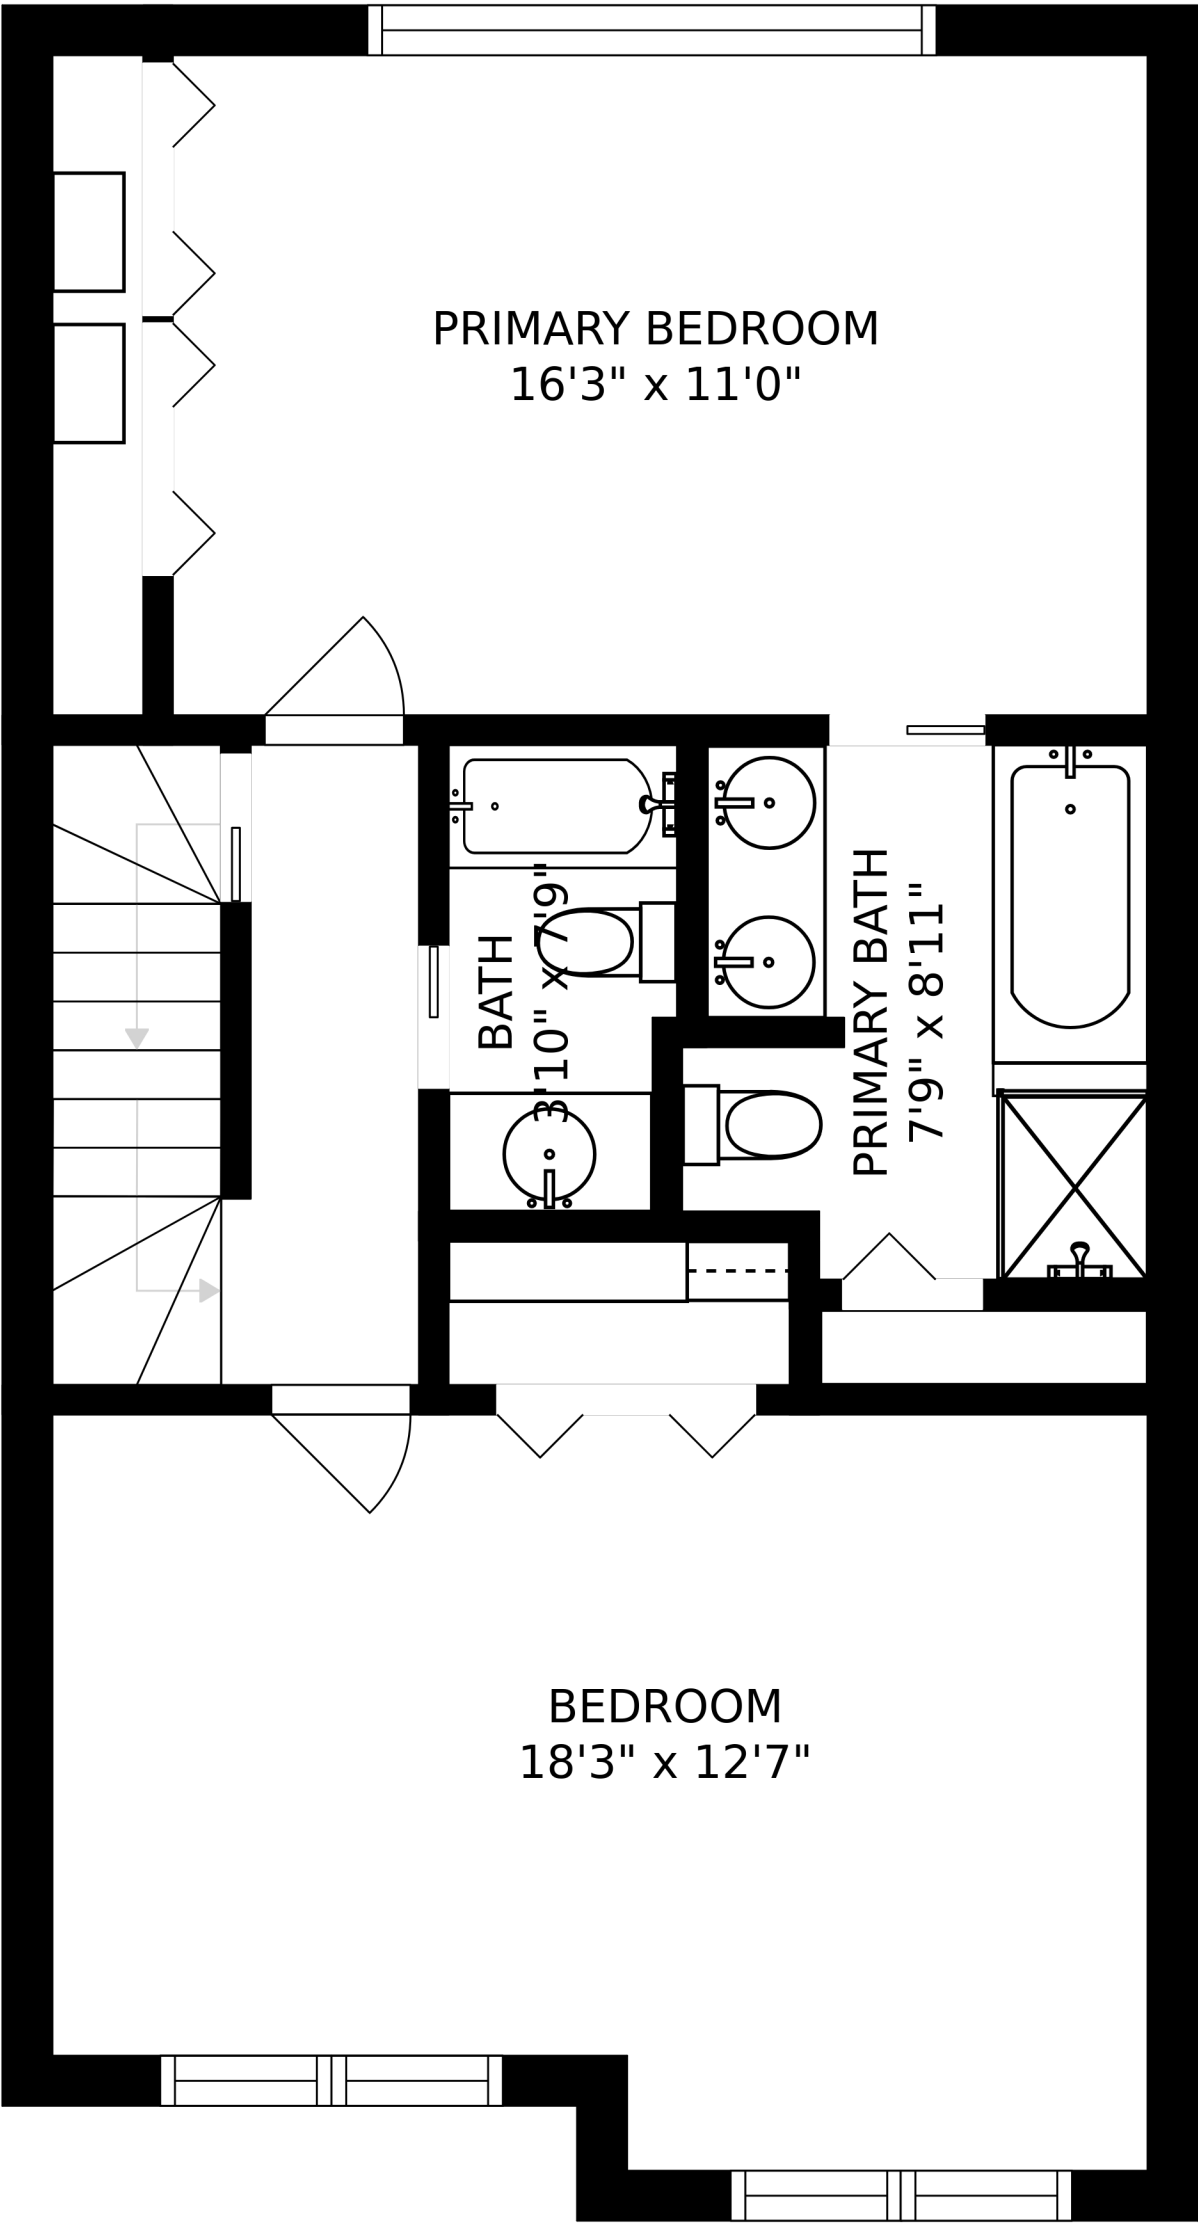 PRIMARY BEDROOM
16'3" x 11'0"
BATH
3'10" x 7'9"
PRIMARY BATH
7'9" x 8'11"
BEDROOM
18'3" x 12'7"